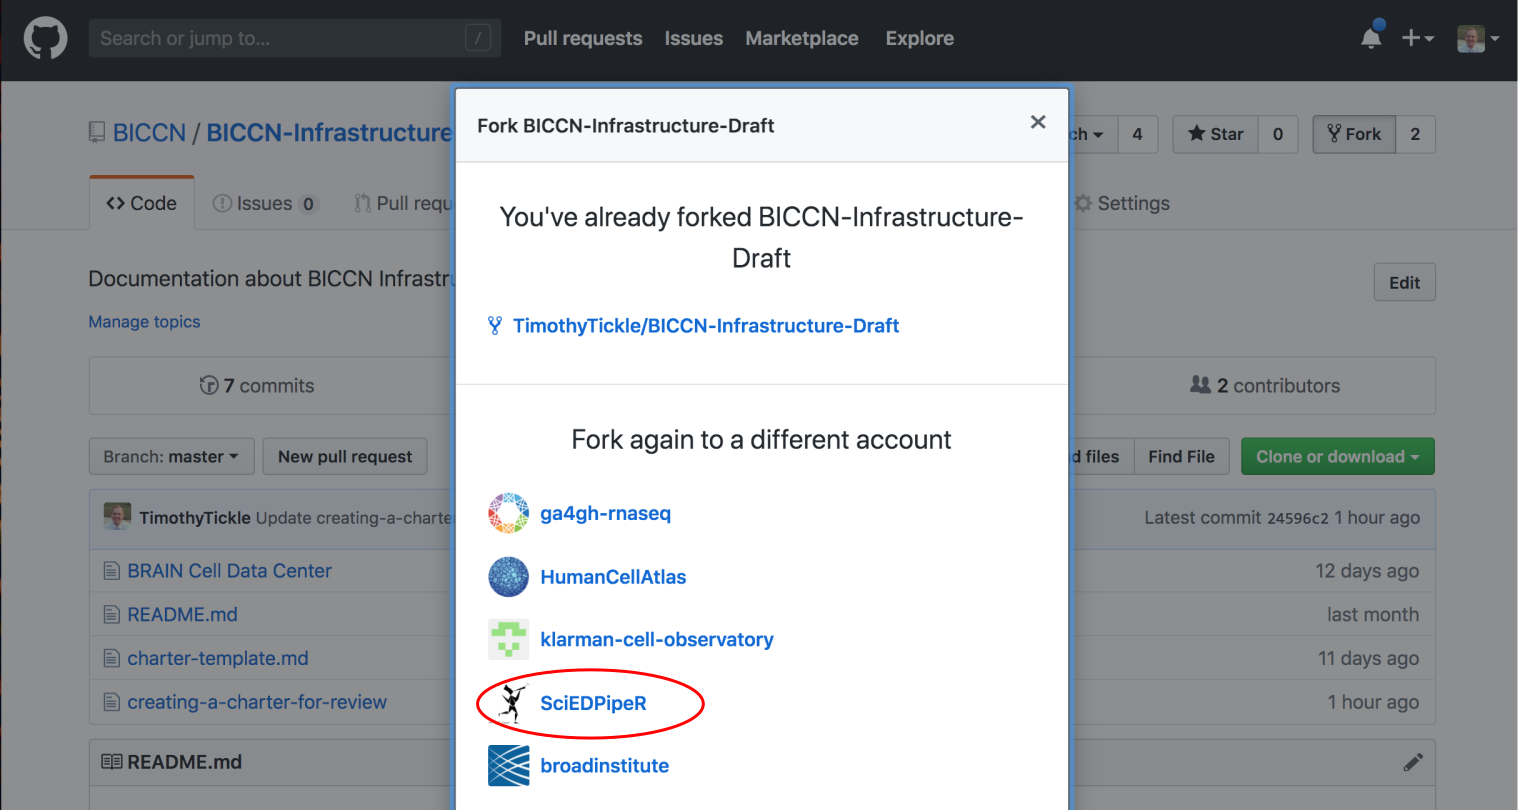 Search or jump to... /
Pull requests Issues Marketplace Explore
Fork BICCN-Infrastructure-Draft
BICCN / BICCN-Infrastructure
4
Star 0
Fork 2
Code
Issues 0
Pull
Settings
You've already forked BICCN-Infrastructure-
Draft
Documentation about BICCN
Edit
Manage topics
TimothyTickle/BICCN-Infrastructure-Draft
7 commits
2 contributors
Fork again to a different account
Branch: master
New pull request
files
Find File
Clone or download
ga4gh-rnaseq
HumanCellAtlas
klarman-cell-observatory
SciEDPipeR
broadinstitute
TimothyTickle Update
Latest commit 24596c2 1 hour ago
BRAIN Cell Data Center 12 days ago
README.md last month
charter-template.md 11 days ago
creating-a-charter-for-review 1 hour ago
README.md